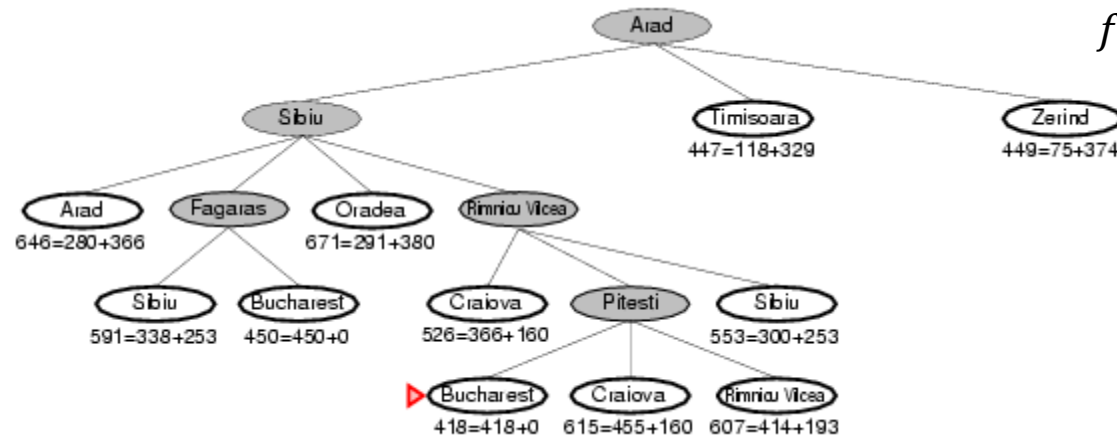 Arad
f
Sibiu Timisoara Zerind
447=118+329 449=75+374
Arad Fagaras Oradea Rimnicu Vilcea
646=280+366 671=291+380
Sibiu Bucharest Craiova Pitesti Sibiu
591=338+253 450=450+0 526=366+160 553=300+253
Bucharest Craiova Rimnicu Vilcea
418=418+0 615=455+160 607=414+193